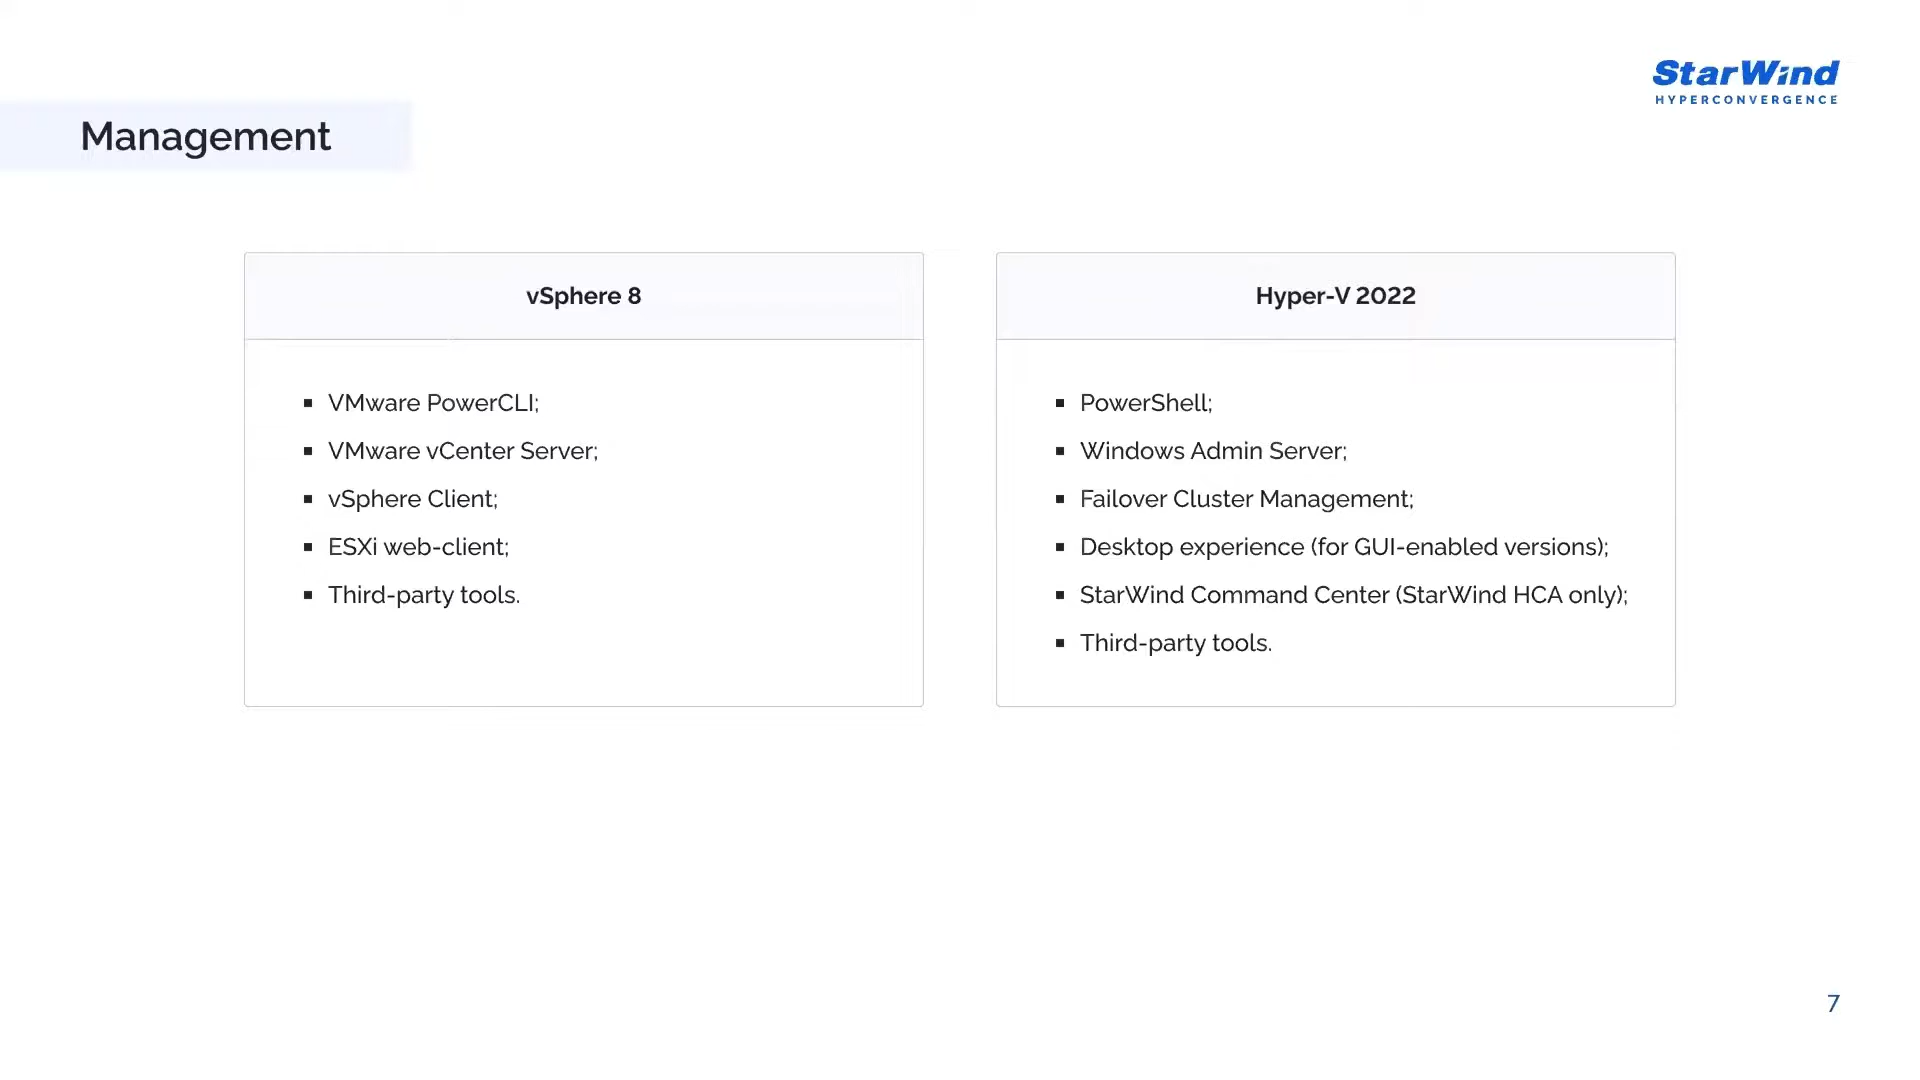 StarWind
HYPERCONVERGENCE
Management
vSphere 8
▪ VMware PowerCLI;
▪ VMware vCenter Server;
▪ vSphere Client;
▪ ESXi web-client;
▪ Third-party tools.
Hyper-V 2022
▪ PowerShell;
▪ Windows Admin Server;
▪ Failover Cluster Management;
▪ Desktop experience (for GUI-enabled versions);
▪ StarWind Command Center (StarWind HCA only);
▪ Third-party tools.
7